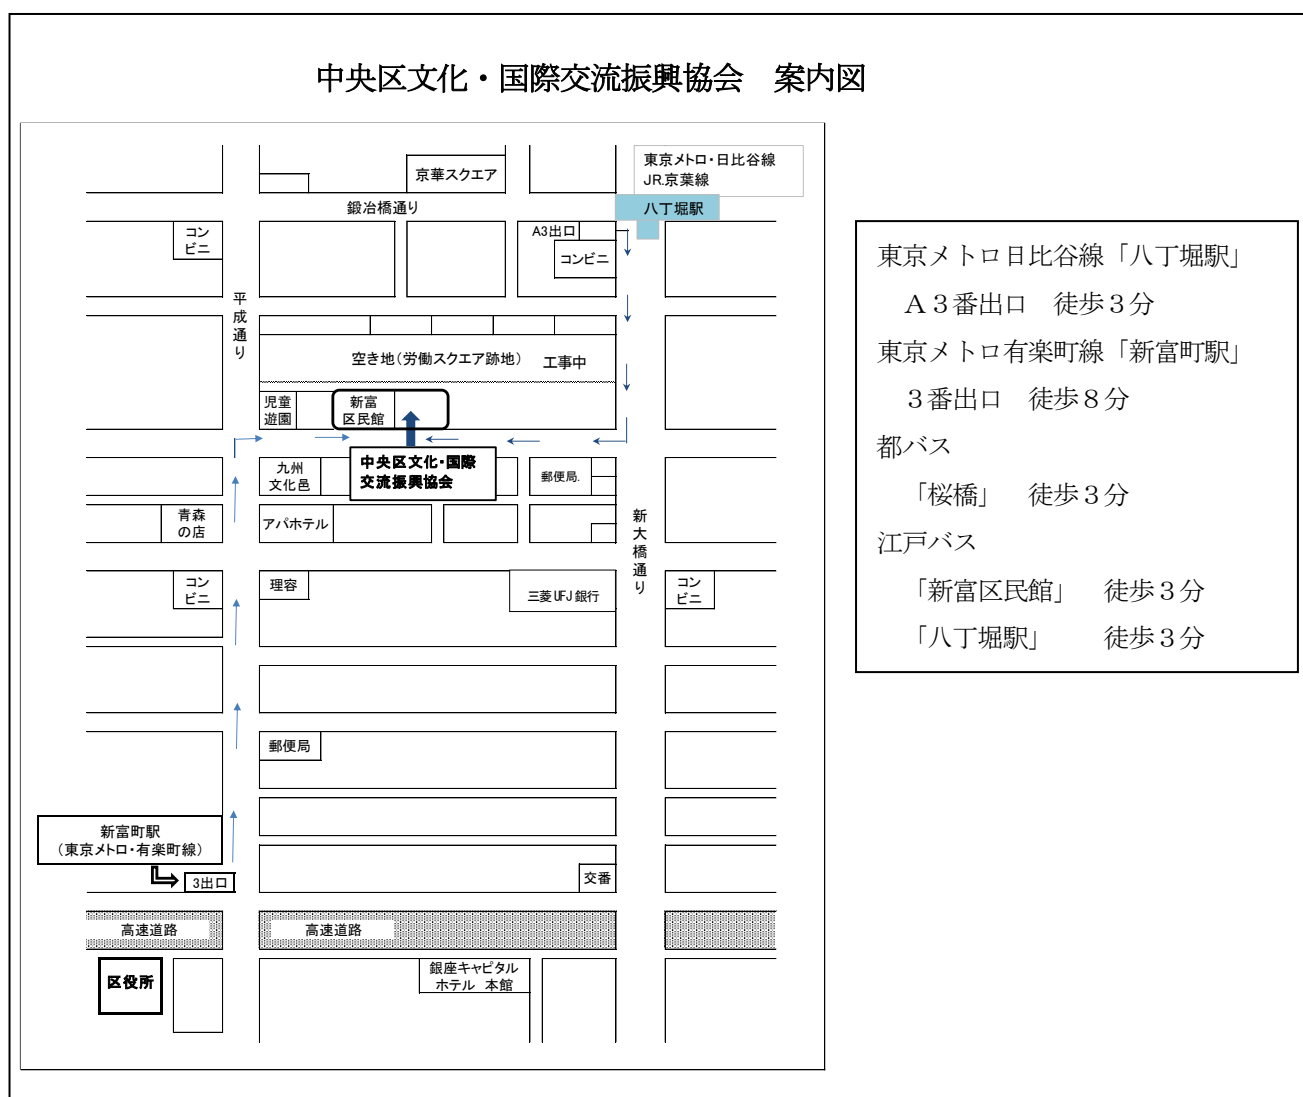 中央区文化・国際交流振興協会　案内図
東京メトロ・日比谷線
JR.京葉線
京華スクエア
鍛冶橋通り
八丁堀駅
コン
ビニ
A3出口
コンビニ
平成通り
空き地（労働スクエア跡地）　工事中
児童
遊園
新富
区民館
九州
文化邑
中央区文化・国際
交流振興協会
郵便局.
青森
の店
アパホテル
新大橋通り
コン
ビニ
理容
三菱UFJ銀行
コン
ビニ
郵便局
新富町駅
（東京メトロ・有楽町線）
3出口
交番
高速道路
高速道路
区役所
銀座キャピタル
ホテル 本館
東京メトロ日比谷線「八丁堀駅」
Ａ３番出口　徒歩３分
東京メトロ有楽町線「新富町駅」
３番出口　徒歩８分
都バス
「桜橋」　徒歩３分
江戸バス
「新富区民館」　徒歩３分
「八丁堀駅」　　徒歩３分